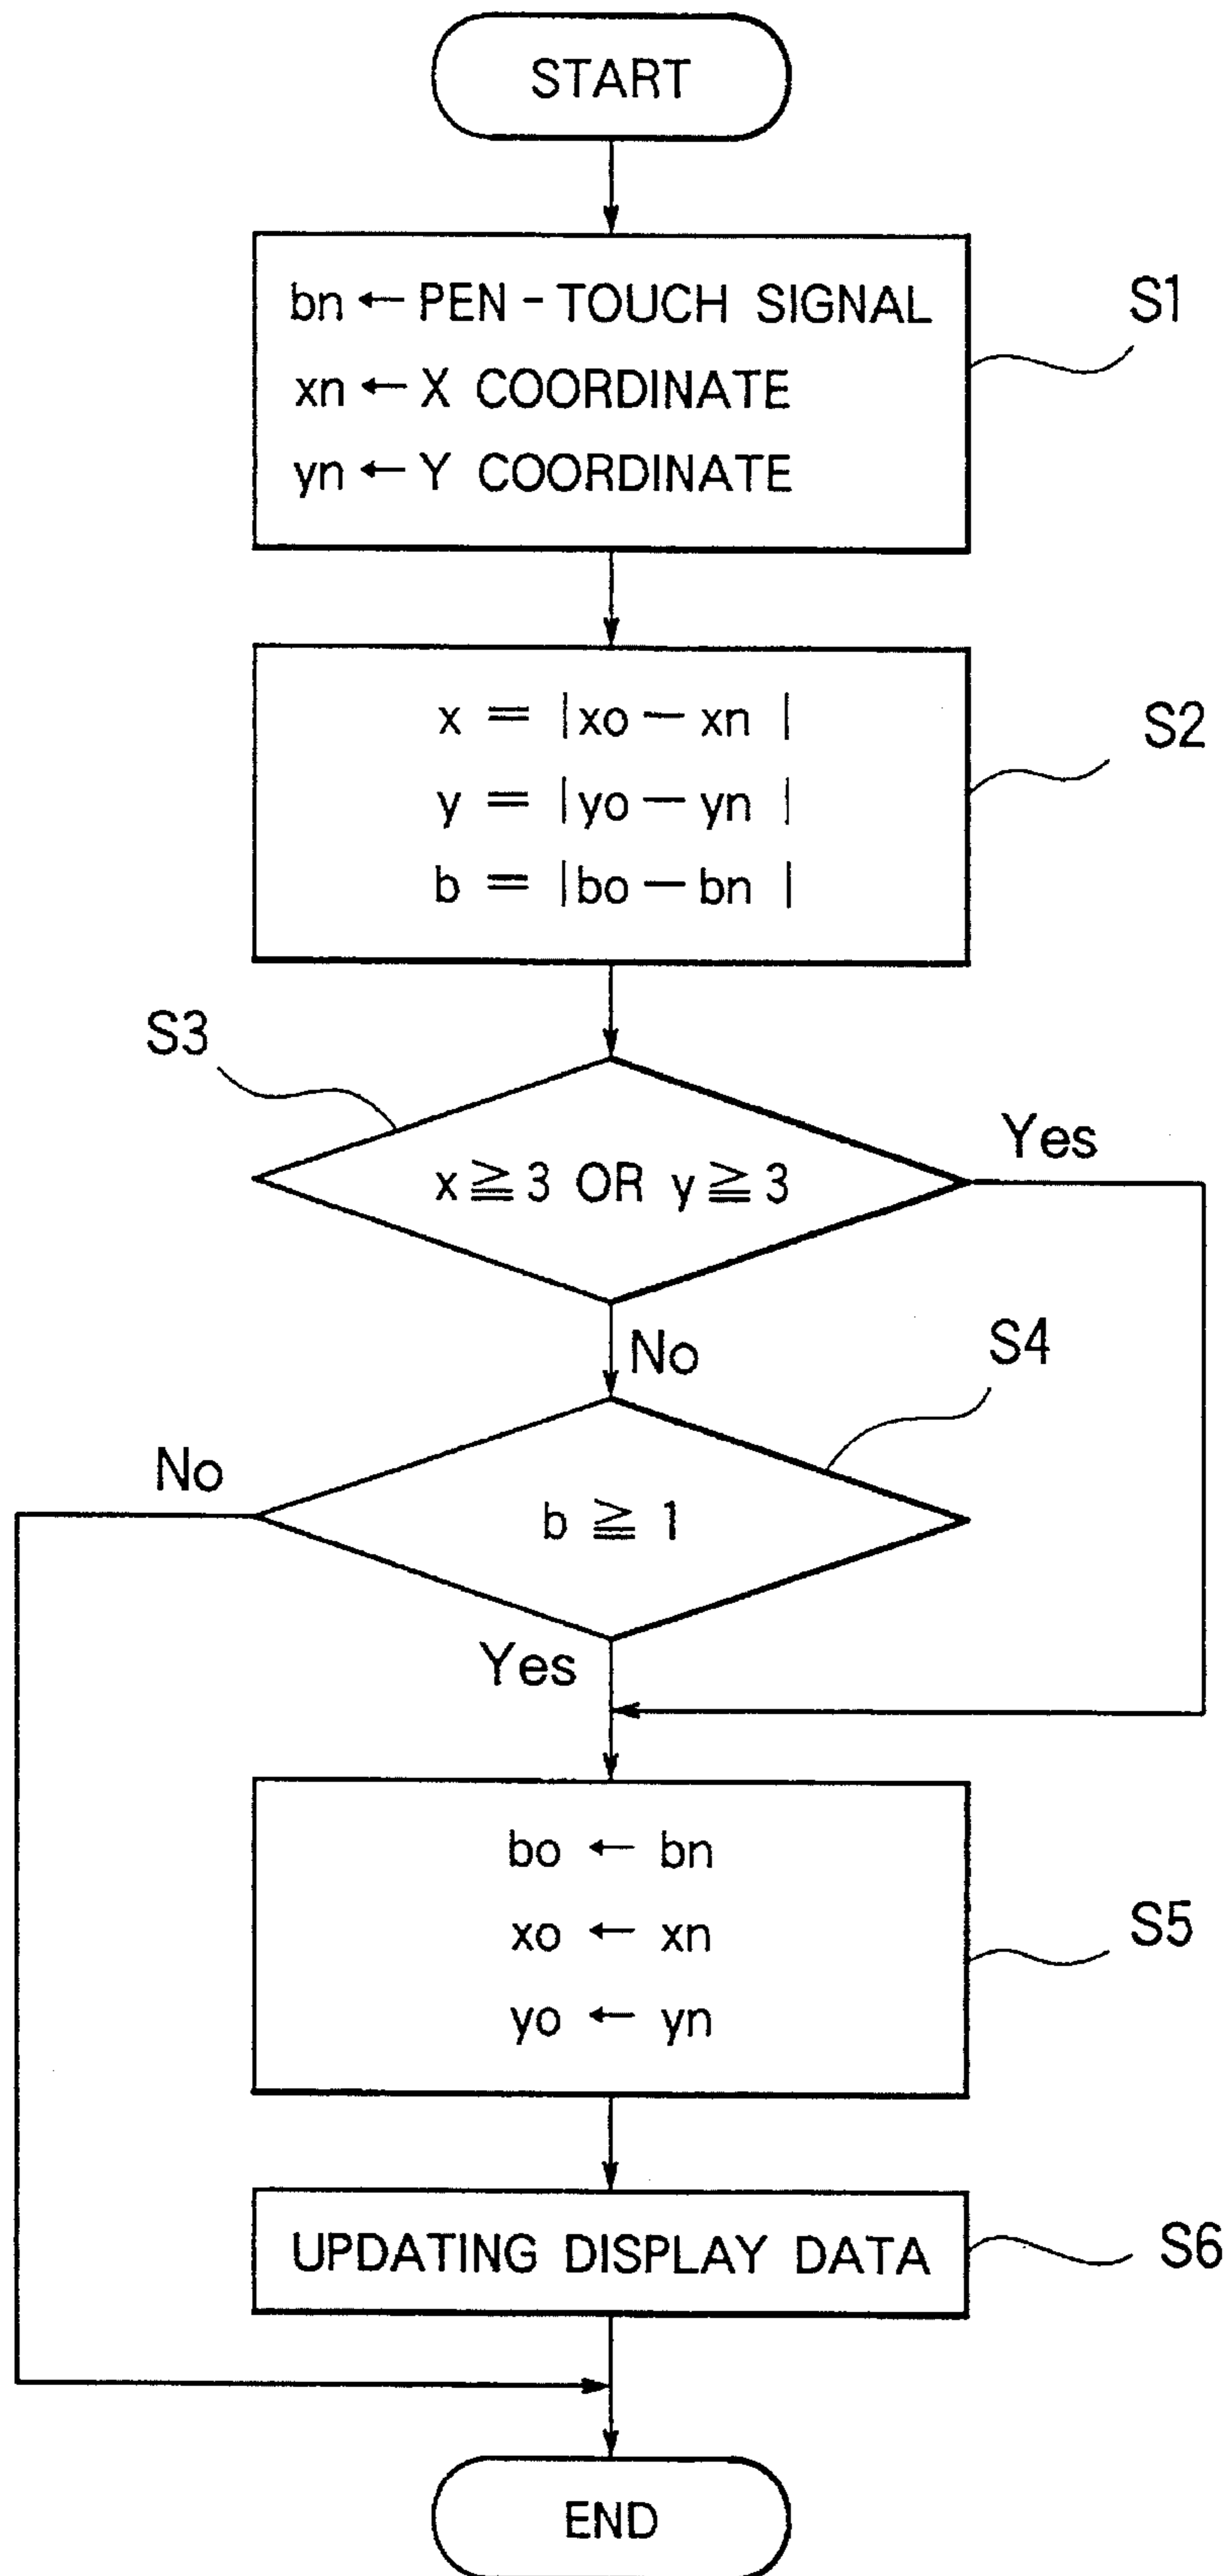 START
bn ← PEN-TOUCH SIGNAL
xn ← X COORDINATE
yn ← Y COORDINATE
S1
x = |xo − xn |
y = |yo − yn |
b = |bo − bn |
S2
S3
x ≧ 3 OR y ≧ 3
Yes
No
S4
b ≧ 1
No
Yes
bo ← bn
xo ← xn
yo ← yn
S5
UPDATING DISPLAY DATA
S6
END